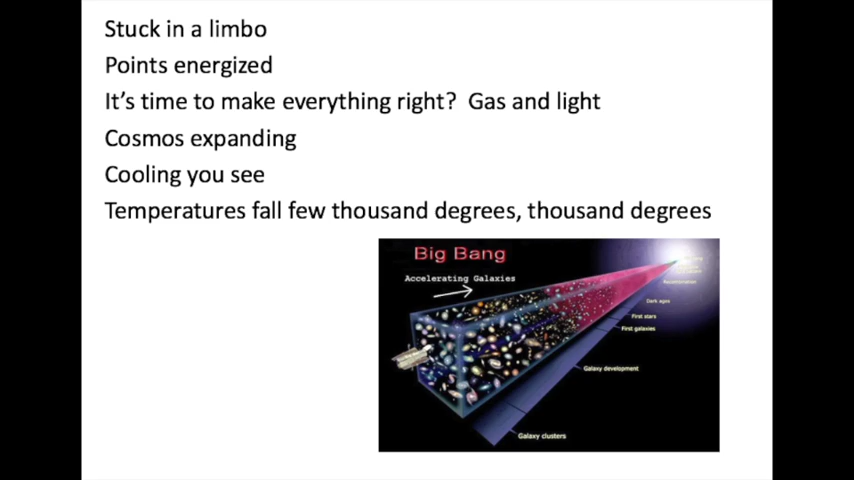 Stuck in a limbo
Points energized
It's time to make everything right?  Gas and light
Cosmos expanding
Cooling you see
Temperatures fall few thousand degrees, thousand degrees
Big Bang
Accelerating Galaxies
Dark ages
First stars
First galaxies
Galaxy development
Galaxy clusters